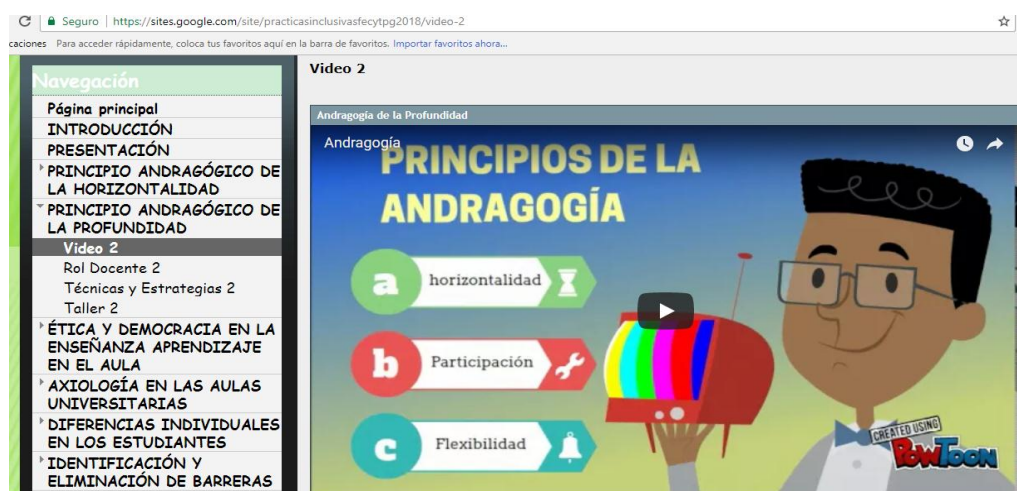 Seguro | https://sites.google.com/site/practicasinclusivasfecytpg2018/video-2
caciones Para acceder rápidamente, coloca tus favoritos aquí en la barra de favoritos. Importar favoritos ahora...
Navegación
Página principal
INTRODUCCIÓN
PRESENTACIÓN
PRINCIPIO ANDRAGÓGICO DE
LA HORIZONTALIDAD
PRINCIPIO ANDRAGÓGICO DE
LA PROFUNDIDAD
Video 2
Rol Docente 2
Técnicas y Estrategias 2
Taller 2
ÉTICA Y DEMOCRACIA EN LA
ENSEÑANZA APRENDIZAJE
EN EL AULA
AXIOLOGÍA EN LAS AULAS
UNIVERSITARIAS
DIFERENCIAS INDIVIDUALES
EN LOS ESTUDIANTES
IDENTIFICACIÓN Y
ELIMINACIÓN DE BARRERAS
Video 2
Andragogía de la Profundidad
Andragogía
PRINCIPIOS DE LA
ANDRAGOGÍA
a horizontalidad
b Participación
c Flexibilidad
CREATED USING
POWTOON